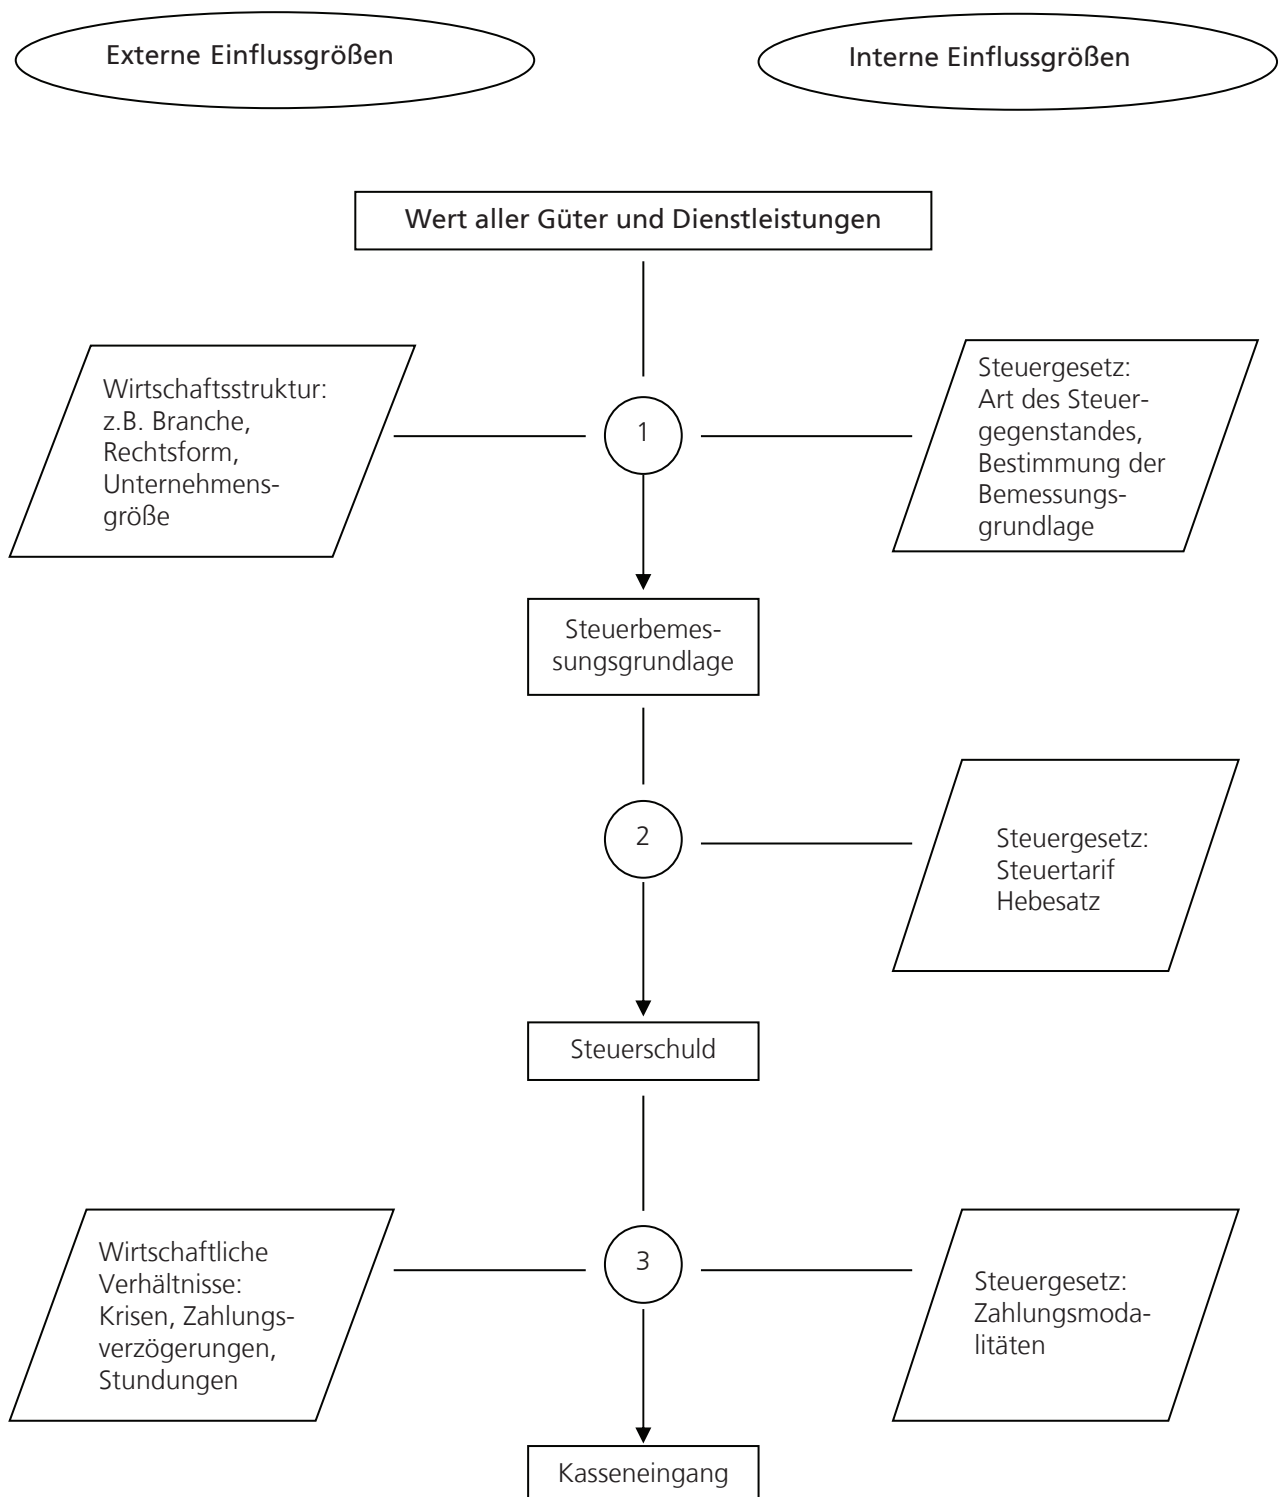 Externe Einflussgrößen
Interne Einflussgrößen
Wert aller Güter und Dienstleistungen
Wirtschaftsstruktur:
z.B. Branche,
Rechtsform,
Unternehmens-
größe
1
Steuergesetz:
Art des Steuer-
gegenstandes,
Bestimmung der
Bemessungs-
grundlage
Steuerbemes-
sungsgrundlage
2
Steuergesetz:
Steuertarif
Hebesatz
Steuerschuld
Wirtschaftliche
Verhältnisse:
Krisen, Zahlungs-
verzögerungen,
Stundungen
3
Steuergesetz:
Zahlungsmoda-
litäten
Kasseneingang